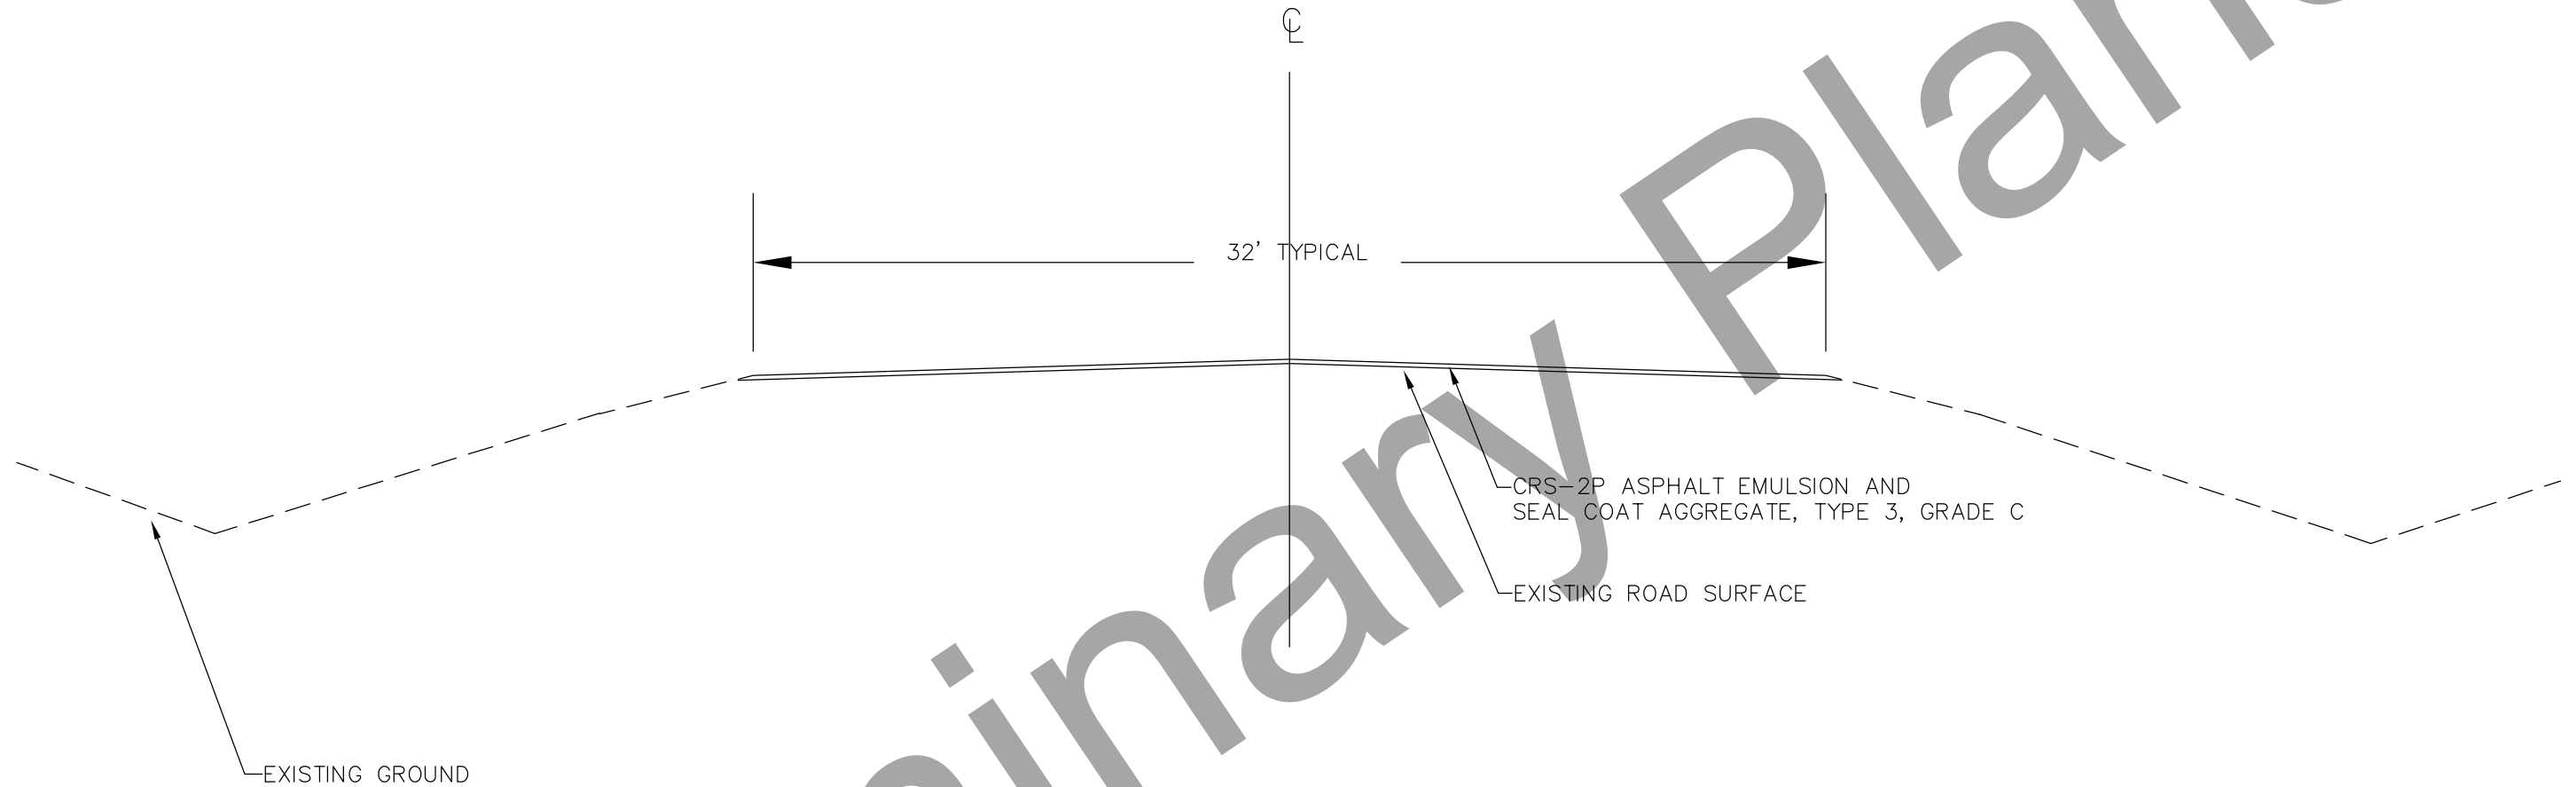 ℄
32' TYPICAL
CRS-2P ASPHALT EMULSION AND
SEAL COAT AGGREGATE, TYPE 3, GRADE C
EXISTING ROAD SURFACE
EXISTING GROUND